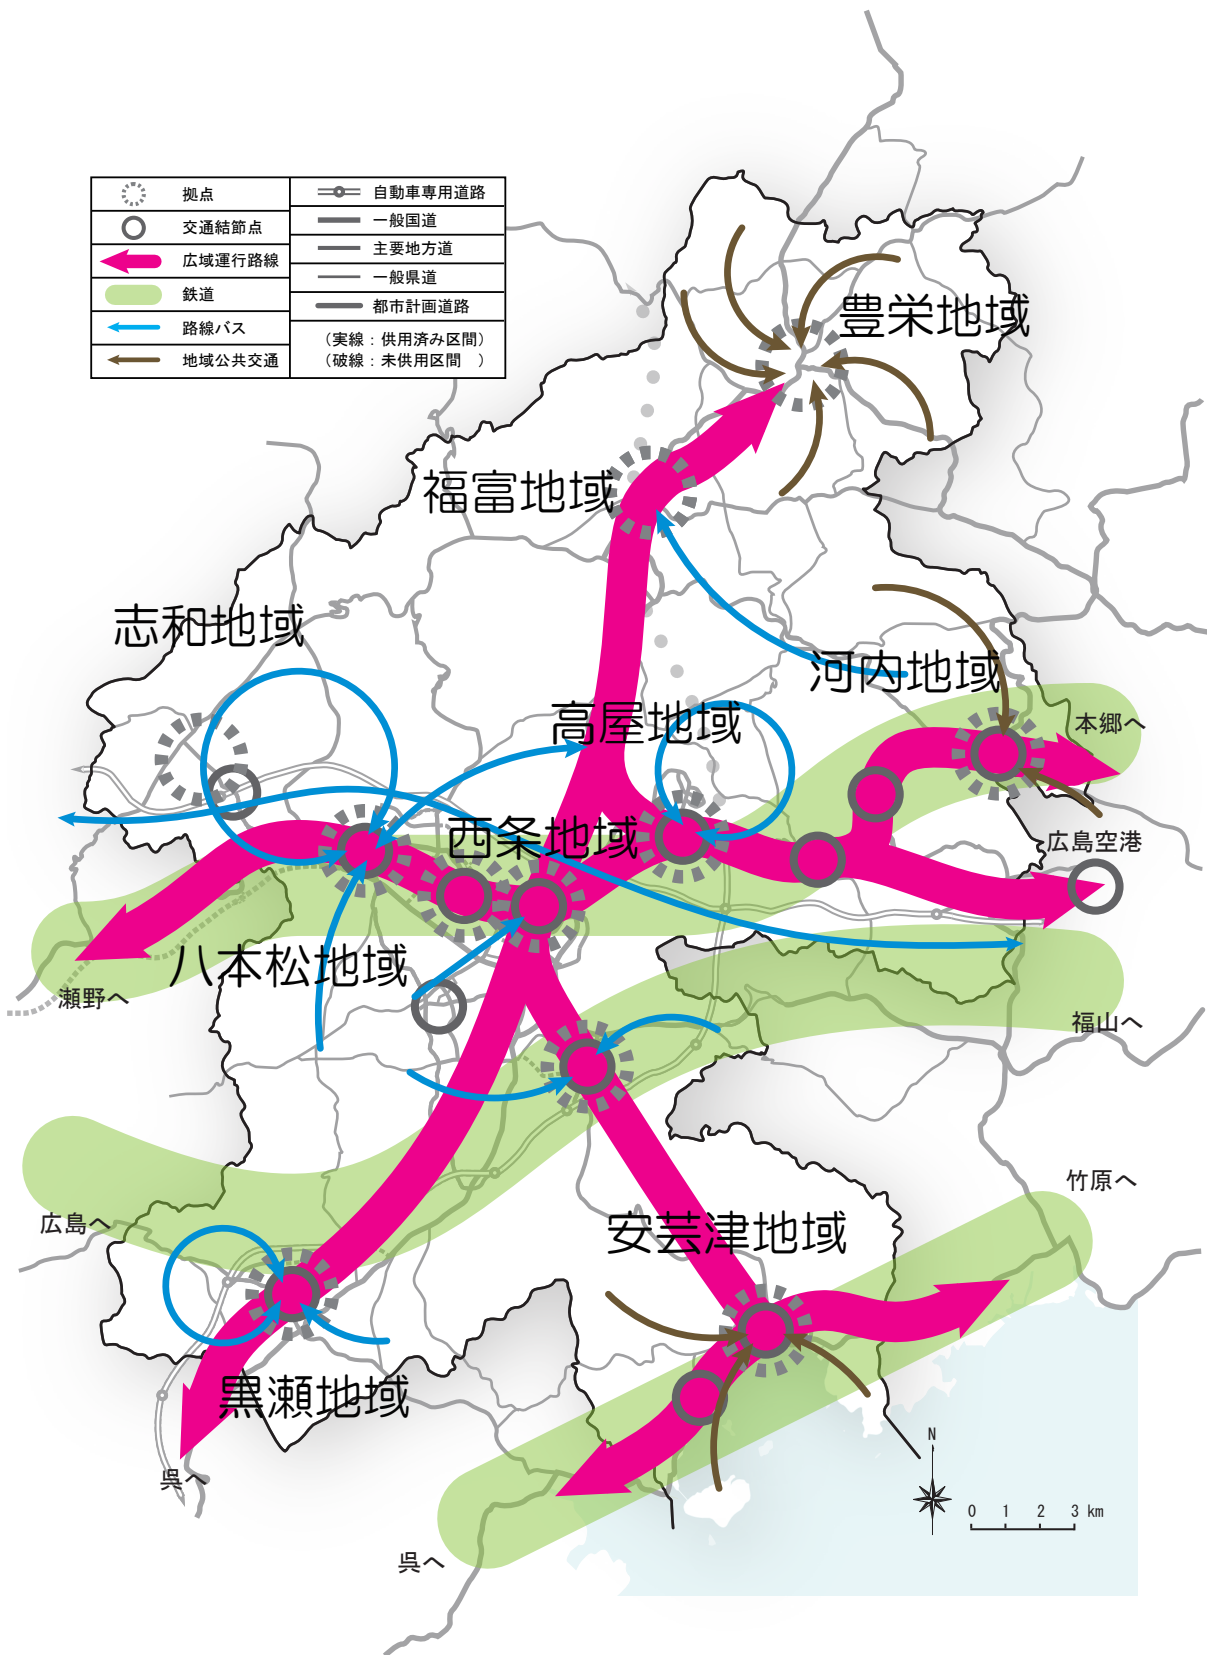 拠点
交通結節点
広域運行路線
鉄道
路線バス
地域公共交通
自動車専用道路
一般国道
主要地方道
一般県道
都市計画道路
（実線：供用済み区間）
（破線：未供用区間　）
豊栄地域
福富地域
志和地域
河内地域
高屋地域
本郷へ
西条地域
広島空港
八本松地域
瀬野へ
福山へ
竹原へ
広島へ
安芸津地域
黒瀬地域
呉へ
N
0 1 2 3 km
呉へ